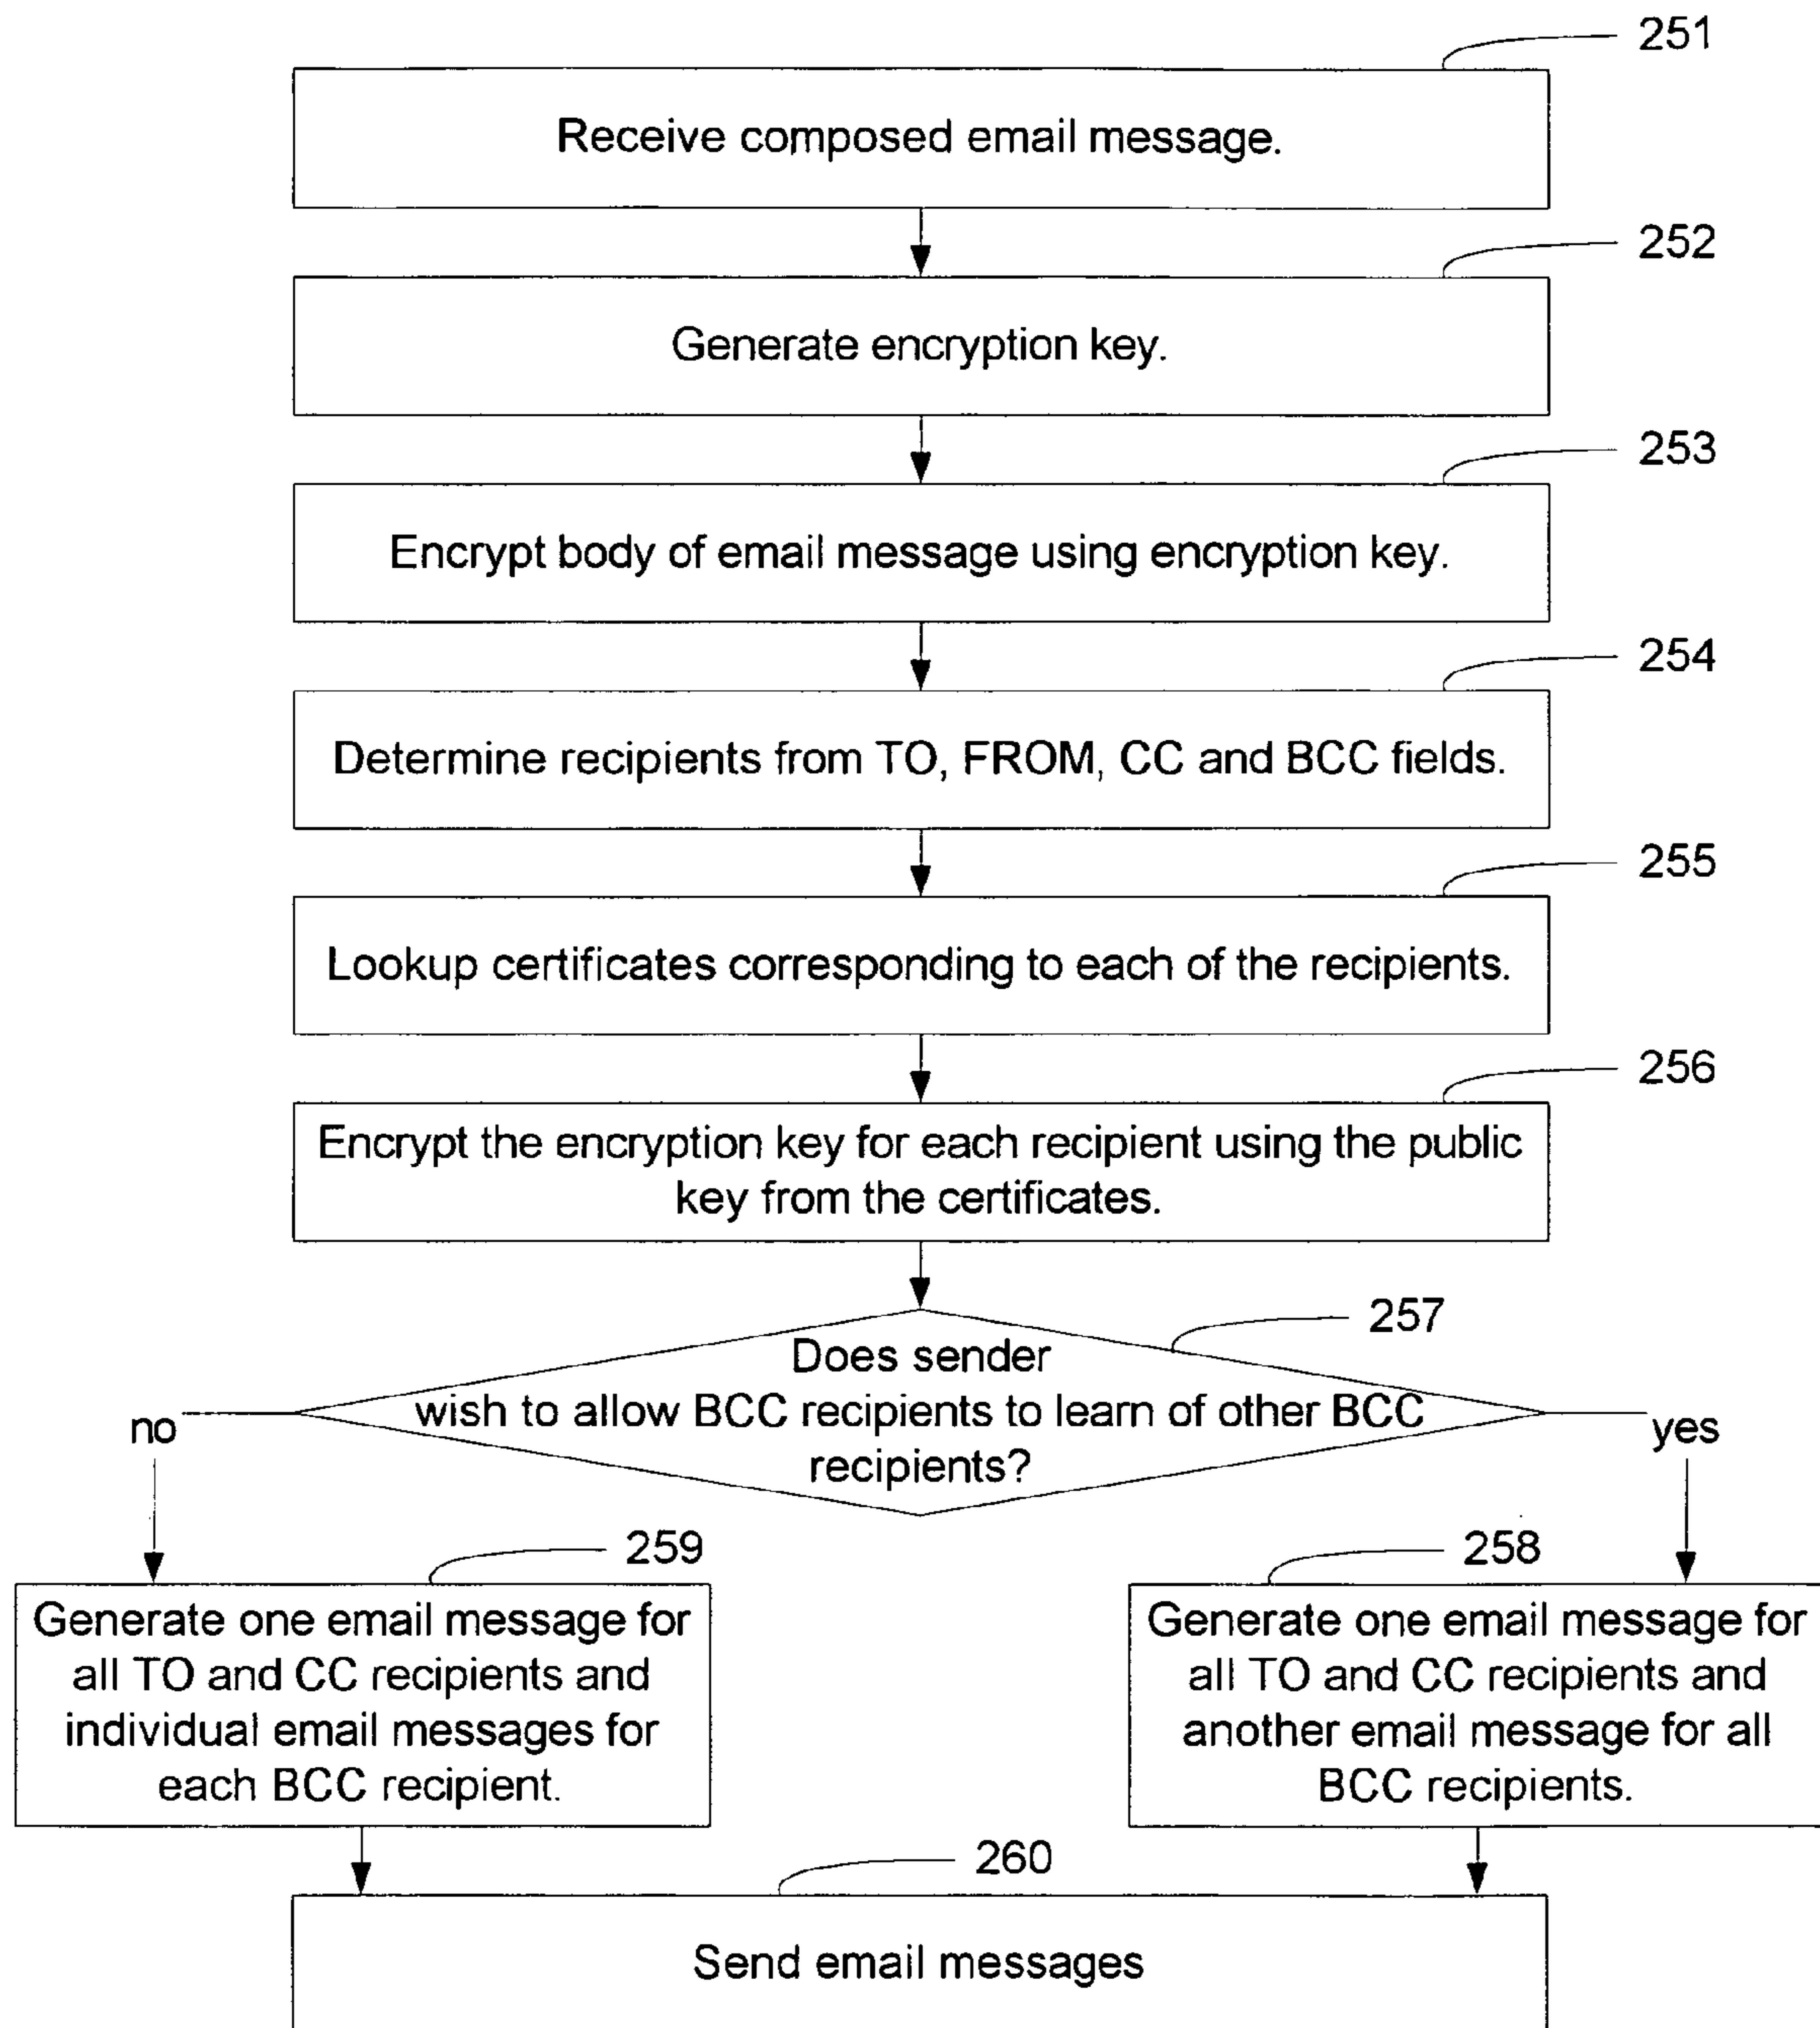 251
Receive composed email message.
252
Generate encryption key.
253
Encrypt body of email message using encryption key.
254
Determine recipients from TO, FROM, CC and BCC fields.
255
Lookup certificates corresponding to each of the recipients.
256
Encrypt the encryption key for each recipient using the public
key from the certificates.
257
Does sender
wish to allow BCC recipients to learn of other BCC
recipients?
no
yes
259
Generate one email message for
all TO and CC recipients and
individual email messages for
each BCC recipient.
258
Generate one email message for
all TO and CC recipients and
another email message for all
BCC recipients.
260
Send email messages